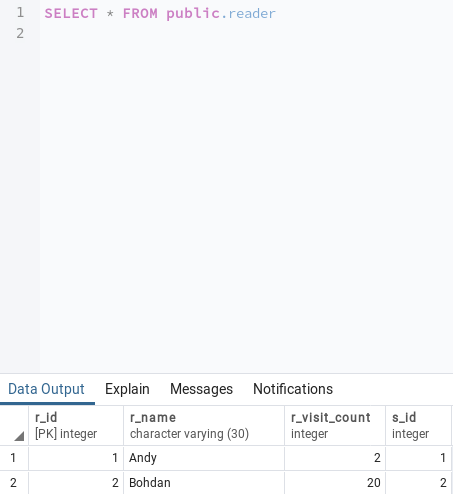 1 SELECT * FROM public.reader
2
Data Output Explain Messages Notifications
r_id r_name r_visit_count s_id
[PK] integer character varying (30) integer integer
1 1 Andy 2 1
2 2 Bohdan 20 2